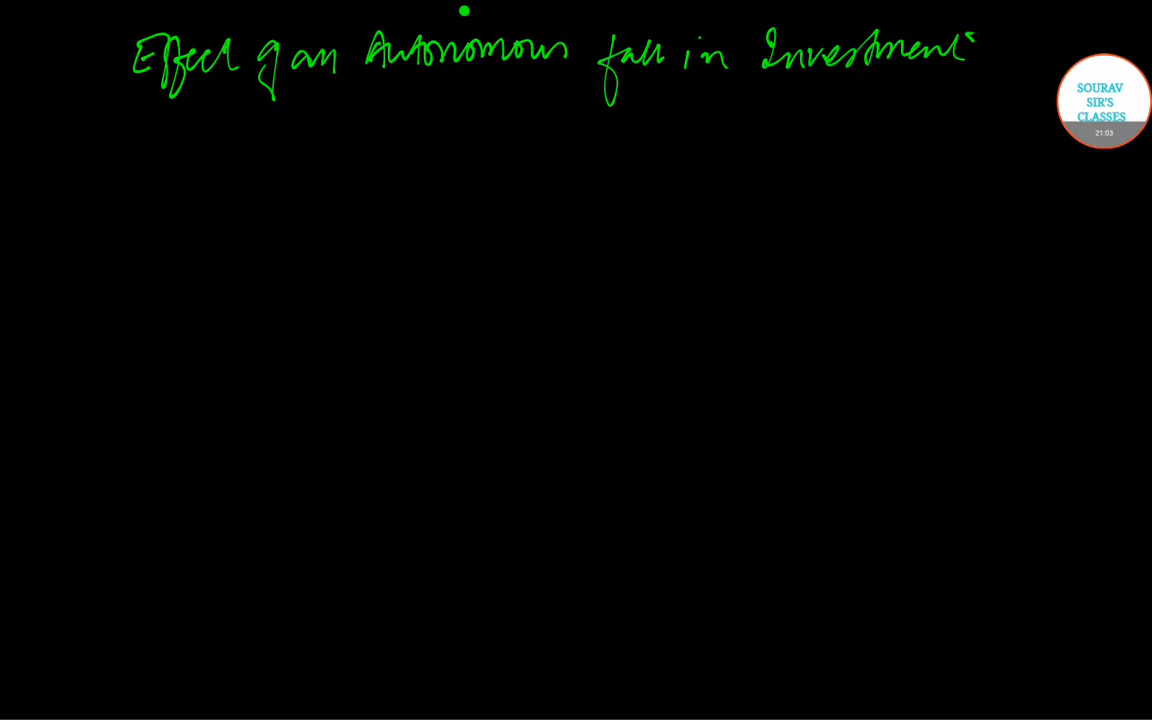 Effect of an Autonomous fall in Investment
SOURAV
SIR'S
CLASSES
21:03